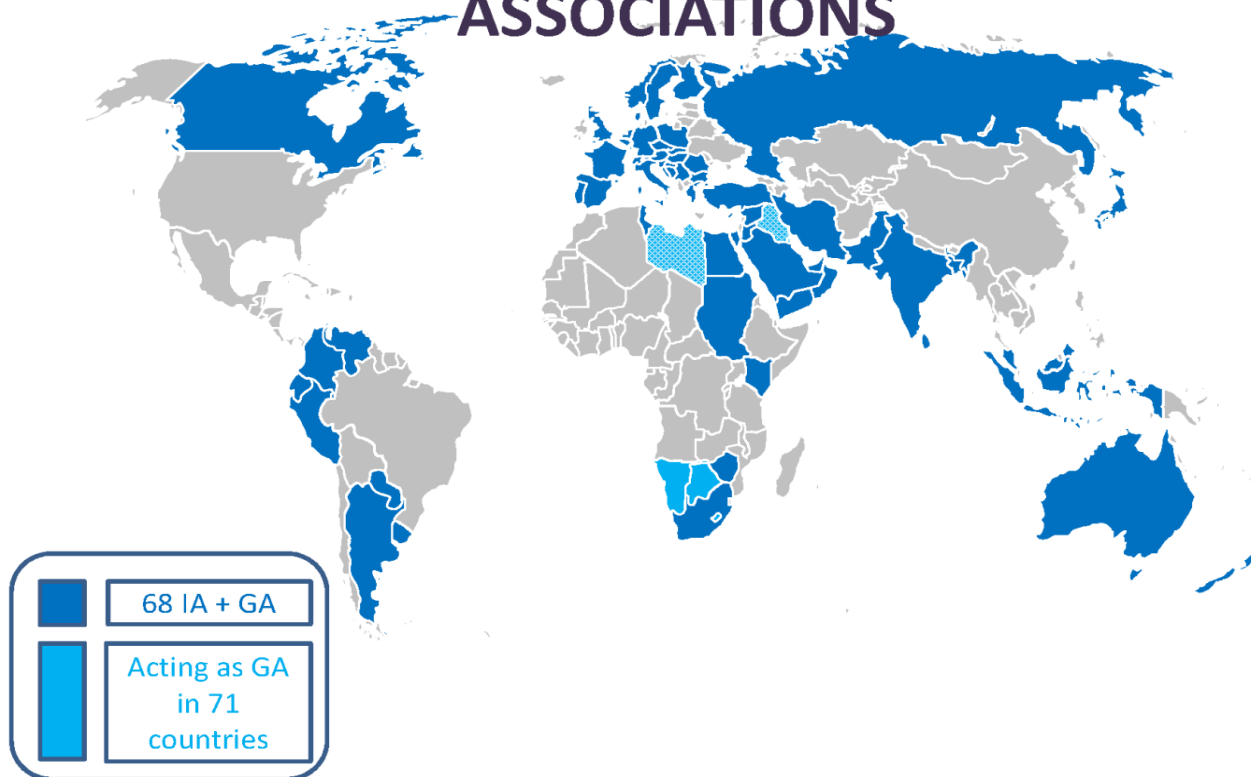 ASSOCIATIONS
68 IA + GA
Acting as GA
in 71
countries